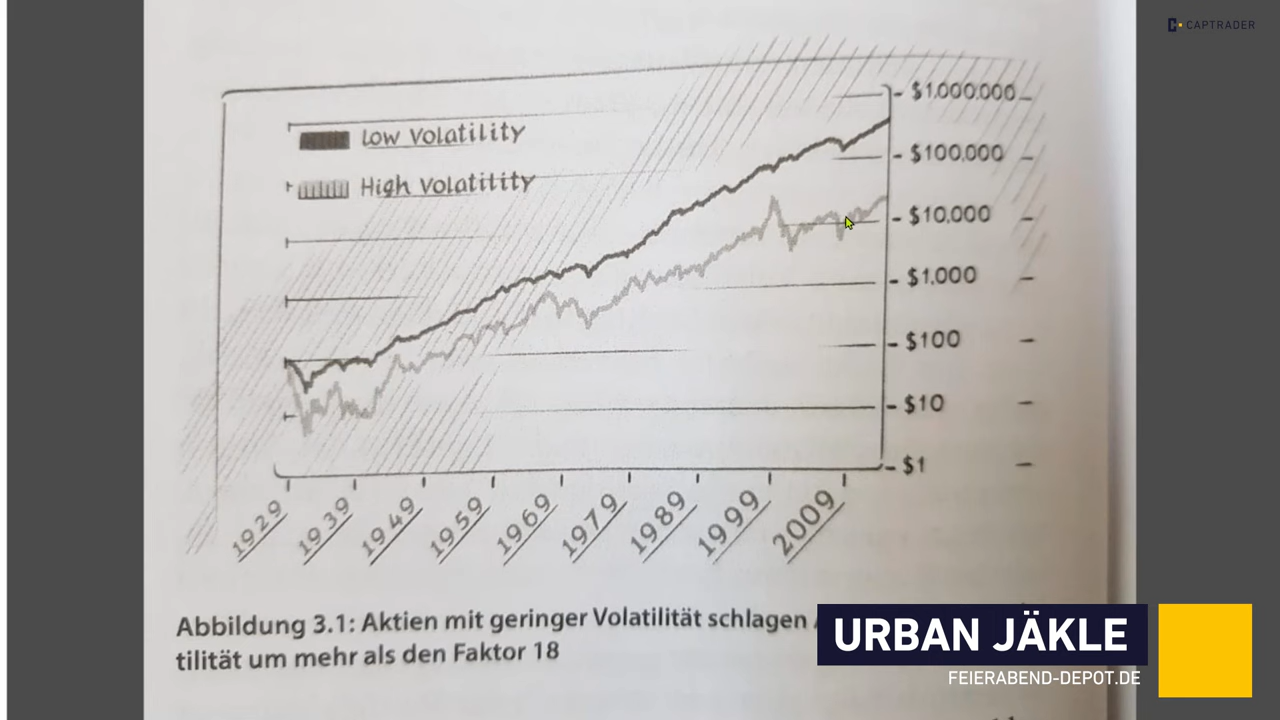 CAPTRADER
Low Volatility
High Volatility
$1.000.000
$100.000
$10.000
$1.000
$100
$10
$1
1929
1939
1949
1959
1969
1979
1989
1999
2009
Abbildung 3.1: Aktien mit geringer Volatilität schlagen
tilität um mehr als den Faktor 18
URBAN JÄKLE
FEIERABEND-DEPOT.DE